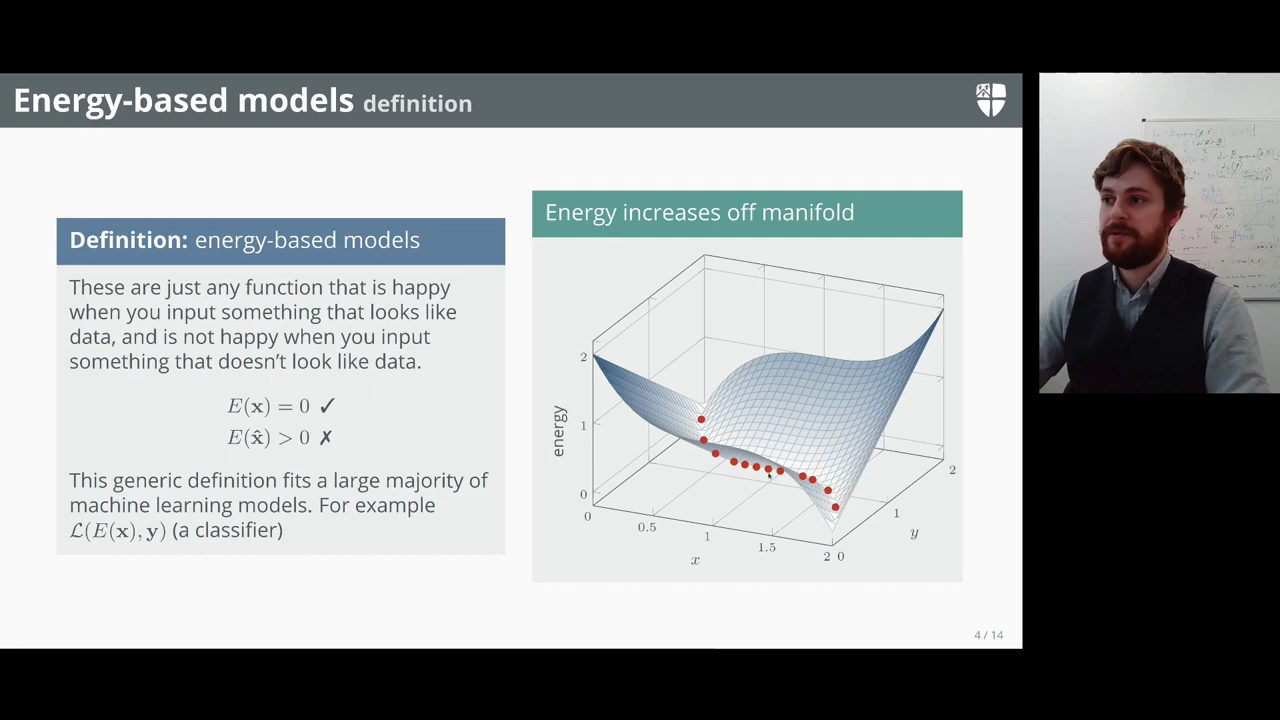 Energy-based models definition
Definition: energy-based models
These are just any function that is happy
when you input something that looks like
data, and is not happy when you input
something that doesn't look like data.
E(x) = 0 ✓
E(x̂) > 0 ✗
This generic definition fits a large majority of
machine learning models. For example
ℒ(E(x), y) (a classifier)
Energy increases off manifold
energy
2
1
0
0
0.5
1
1.5
2
x
0
1
2
y
4 / 14